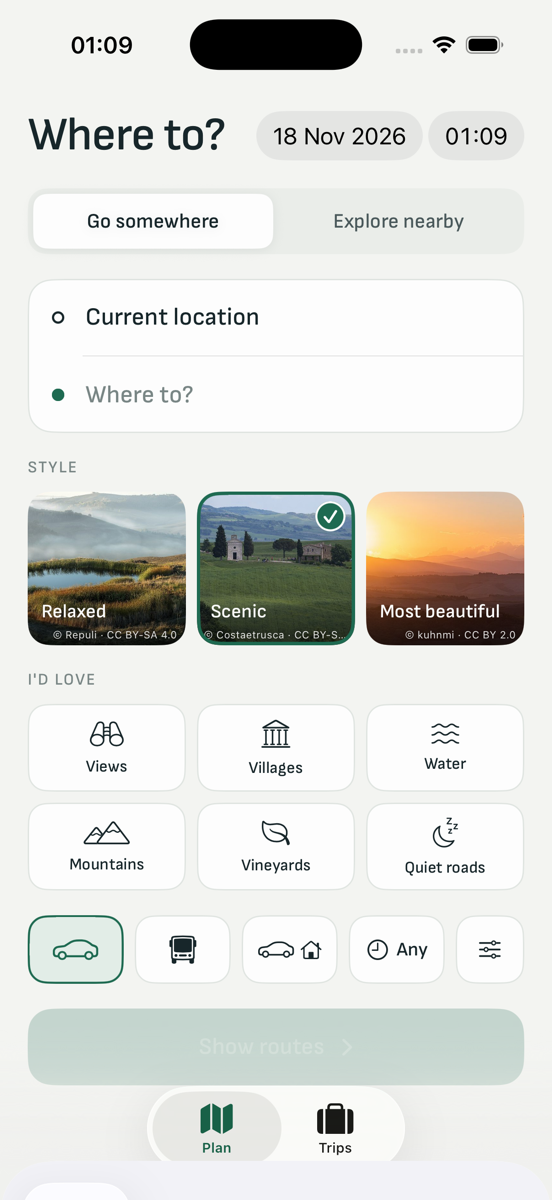 01:09
Where to?
18 Nov 2026
01:09
Go somewhere
Explore nearby
Current location
Where to?
STYLE
Relaxed
© Repuli · CC BY-SA 4.0
Scenic
© Costaetrusca · CC BY-S...
Most beautiful
© kuhnmi · CC BY 2.0
I'D LOVE
Views
Villages
Water
Mountains
Vineyards
z z z
Quiet roads
Any
Show routes
Plan
Trips